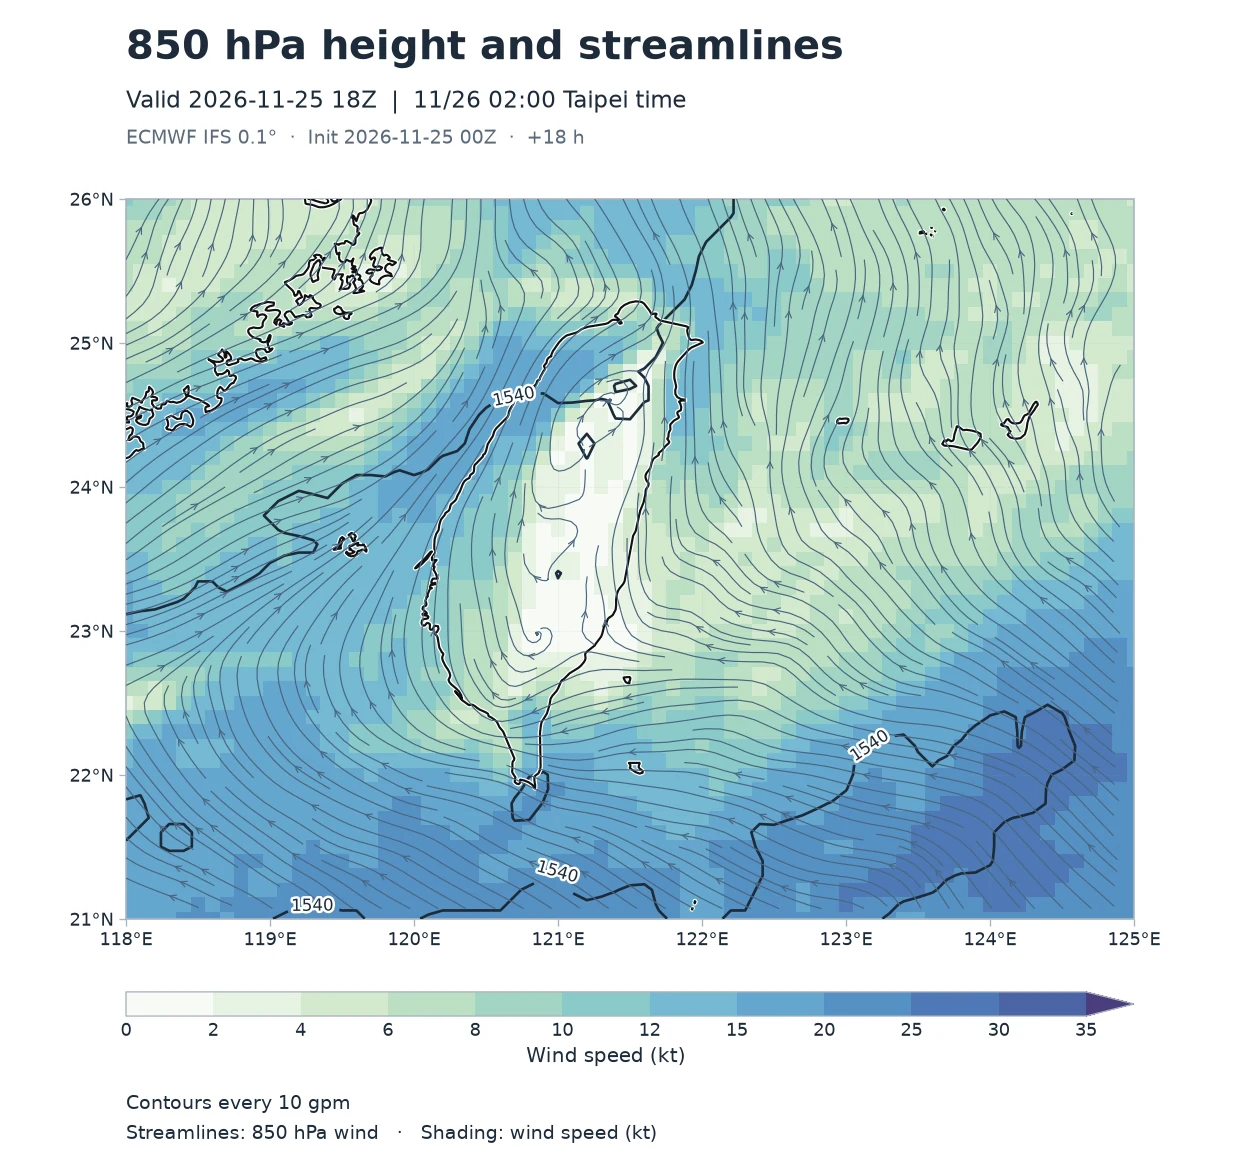 850 hPa height and streamlines
Valid 2026-11-25 18Z | 11/26 02:00 Taipei time
ECMWF IFS 0.1° · Init 2026-11-25 00Z · +18 h
26°N
25°N
1540
24°N
23°N
1540
22°N
1540
1540
21°N
118°E 119°E 120°E 121°E 122°E 123°E 124°E 125°E
0 2 4 6 8 10 12 15 20 25 30 35
Wind speed (kt)
Contours every 10 gpm
Streamlines: 850 hPa wind · Shading: wind speed (kt)